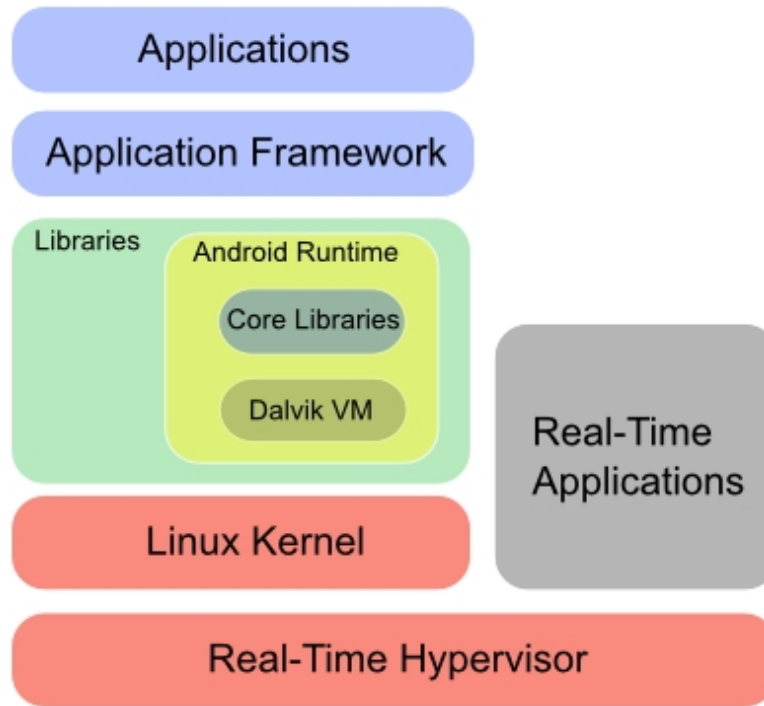 Applications
Application Framework
Libraries
Android Runtime
Core Libraries
Dalvik VM
Real-Time
Applications
Linux Kernel
Real-Time Hypervisor